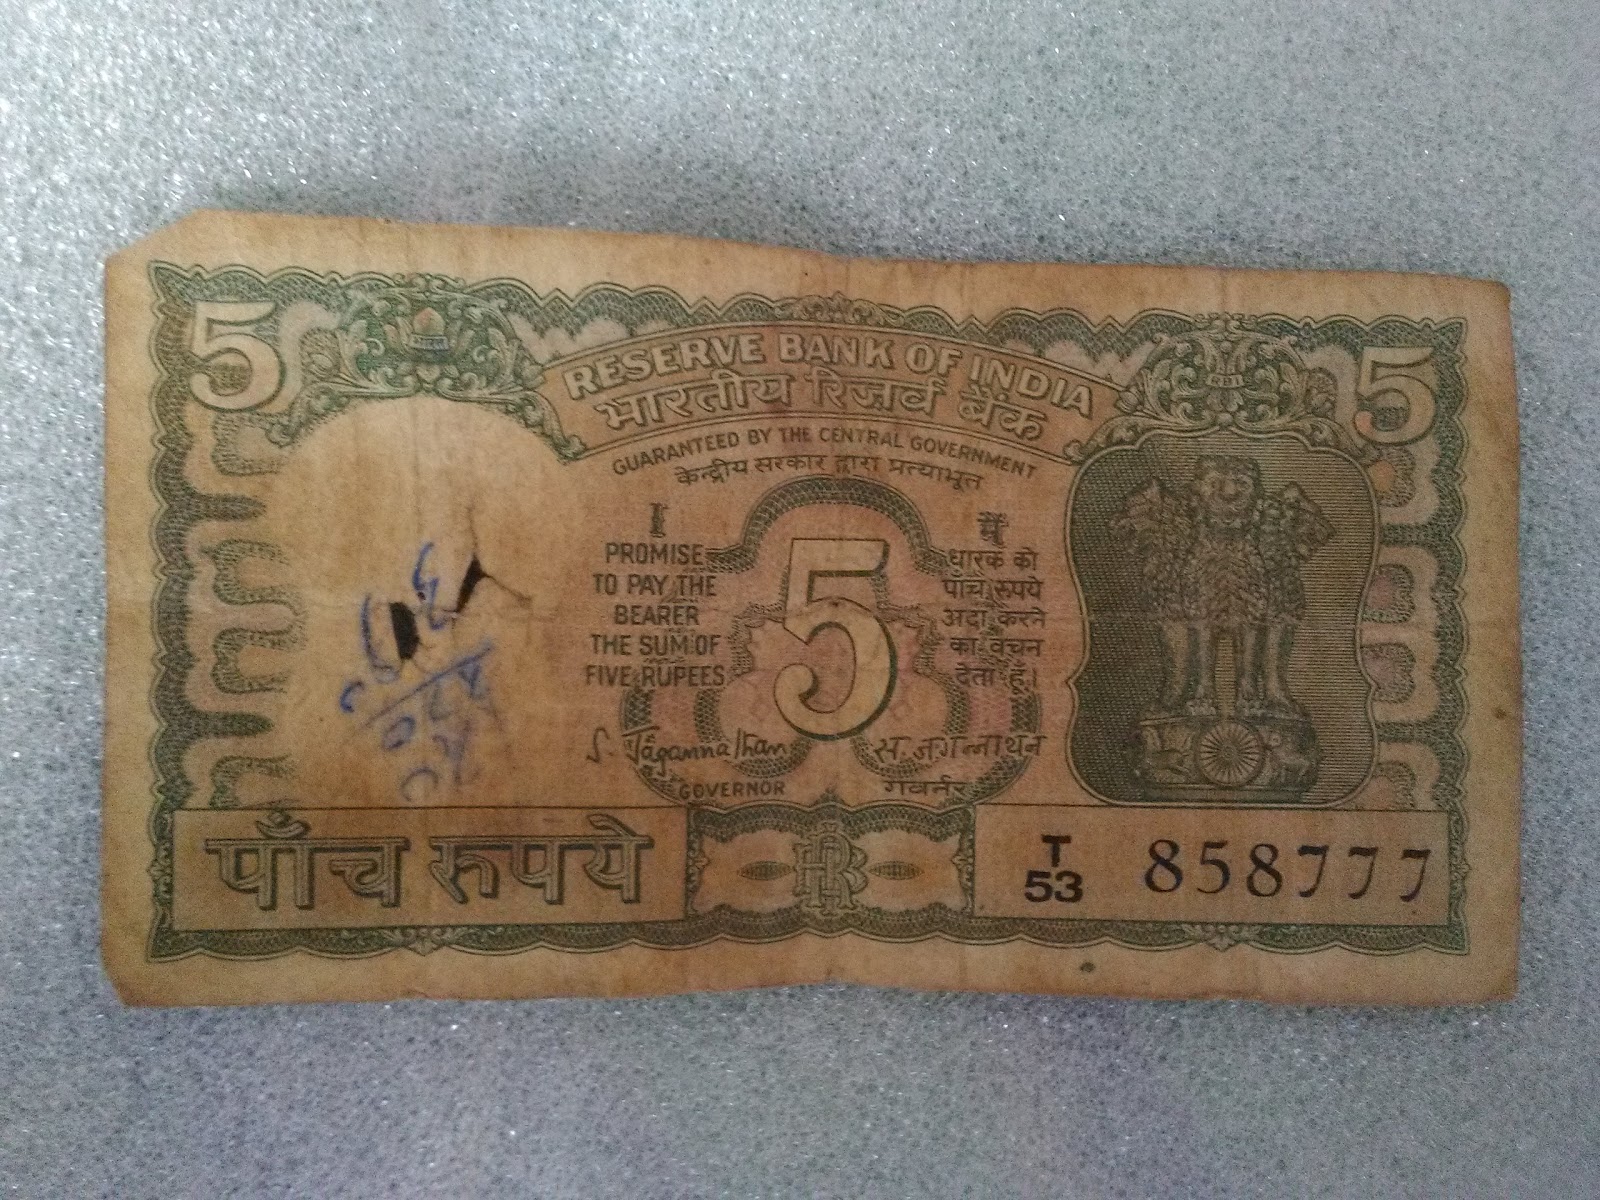 5 5
RBI
RESERVE BANK OF INDIA
भारतीय रिज़र्व बैंक
GUARANTEED BY THE CENTRAL GOVERNMENT
केन्द्रीय सरकार द्वारा प्रत्याभूत
I
PROMISE
TO PAY THE
BEARER
THE SUM OF
FIVE RUPEES
5
मैं
धारक को
पाँच रुपये
अदा करने
का वचन
देता हूँ।
S. Jagannathan
GOVERNOR
स. जगन्नाथन
गवर्नर
पाँच रुपये
T
53
858777